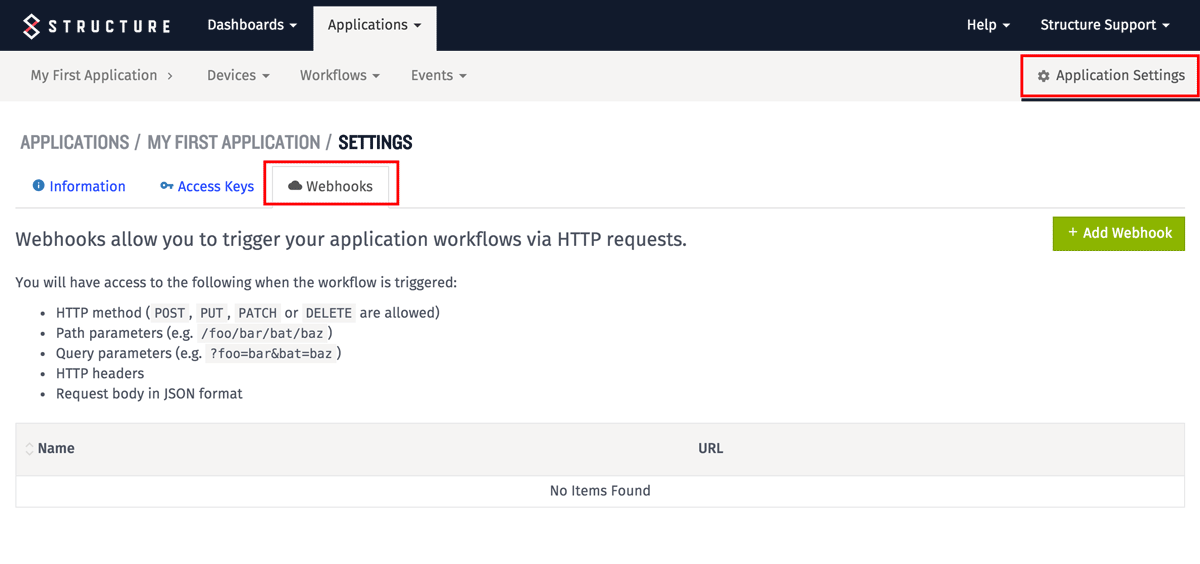 STRUCTURE Dashboards Applications Help Structure Support
My First Application Devices Workflows Events Application Settings
APPLICATIONS / MY FIRST APPLICATION / SETTINGS
Information Access Keys Webhooks
Webhooks allow you to trigger your application workflows via HTTP requests. + Add Webhook
You will have access to the following when the workflow is triggered:
• HTTP method ( POST , PUT , PATCH or DELETE are allowed)
• Path parameters (e.g. /foo/bar/bat/baz )
• Query parameters (e.g. ?foo=bar&bat=baz )
• HTTP headers
• Request body in JSON format
Name URL
No Items Found